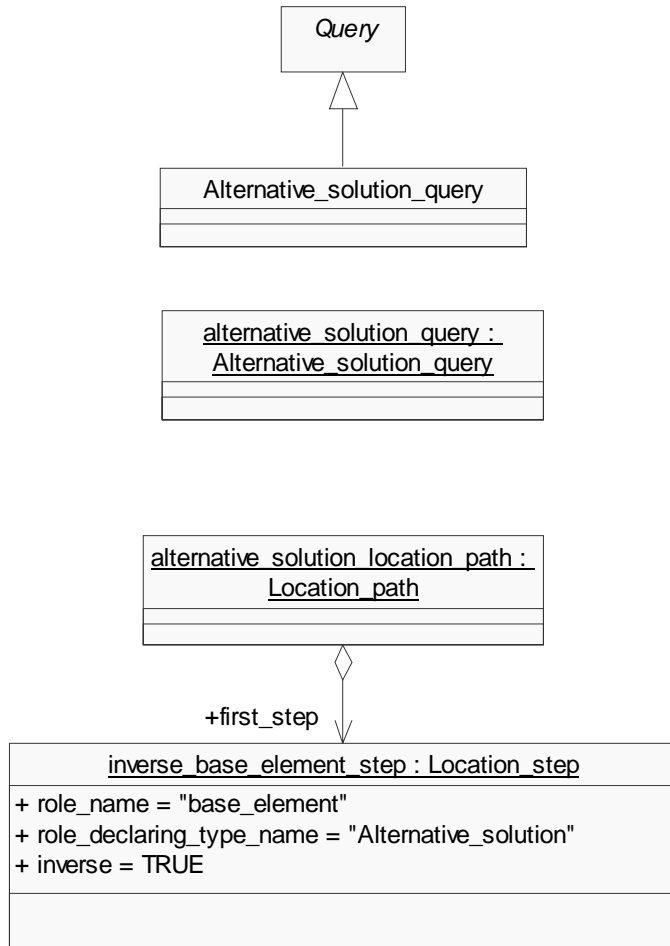 Query
Alternative_solution_query
alternative_solution_query :
Alternative_solution_query
alternative_solution_location_path :
Location_path
+first_step
inverse_base_element_step : Location_step
+ role_name = "base_element"
+ role_declaring_type_name = "Alternative_solution"
+ inverse = TRUE